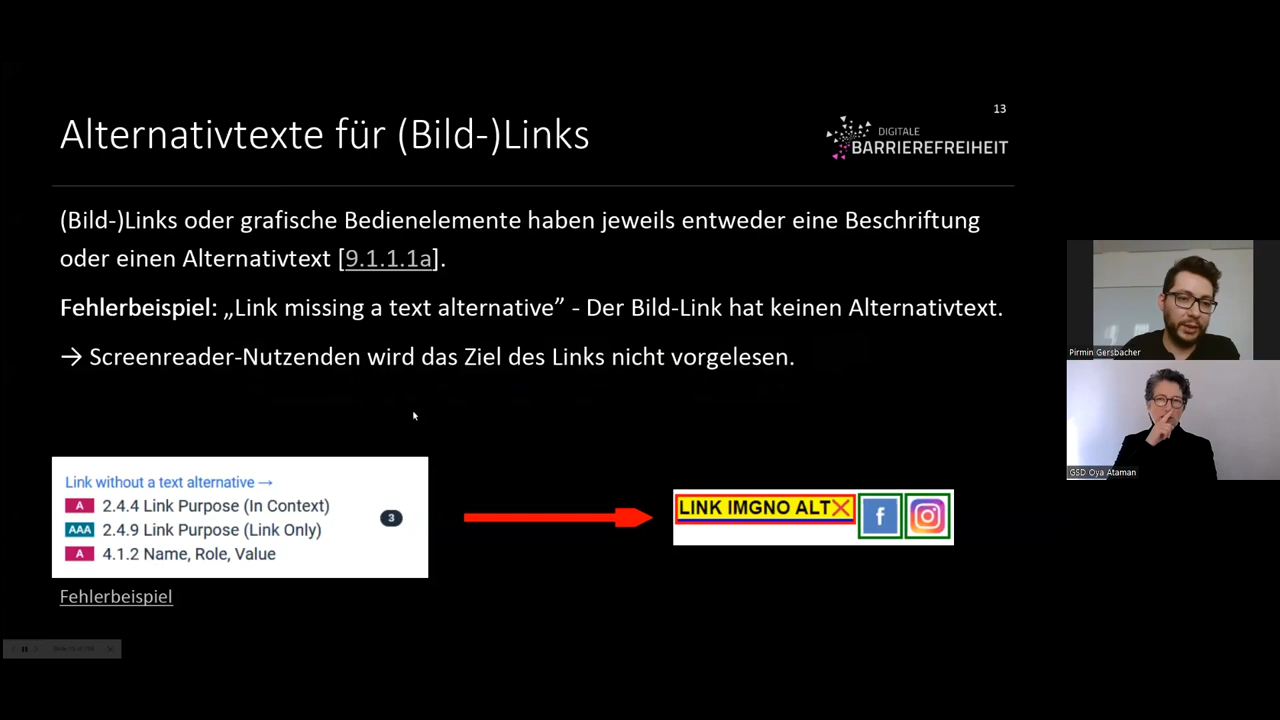 13
Alternativtexte für (Bild-)Links
DIGITALE
BARRIEREFREIHEIT
(Bild-)Links oder grafische Bedienelemente haben jeweils entweder eine Beschriftung
oder einen Alternativtext [9.1.1.1a].
Fehlerbeispiel: „Link missing a text alternative” - Der Bild-Link hat keinen Alternativtext.
→ Screenreader-Nutzenden wird das Ziel des Links nicht vorgelesen.
Pirmin Gersbacher
GSD Oya Ataman
Link without a text alternative →
A 2.4.4 Link Purpose (In Context)
AAA 2.4.9 Link Purpose (Link Only)
A 4.1.2 Name, Role, Value
3
LINK IMGNO ALT
f
Fehlerbeispiel